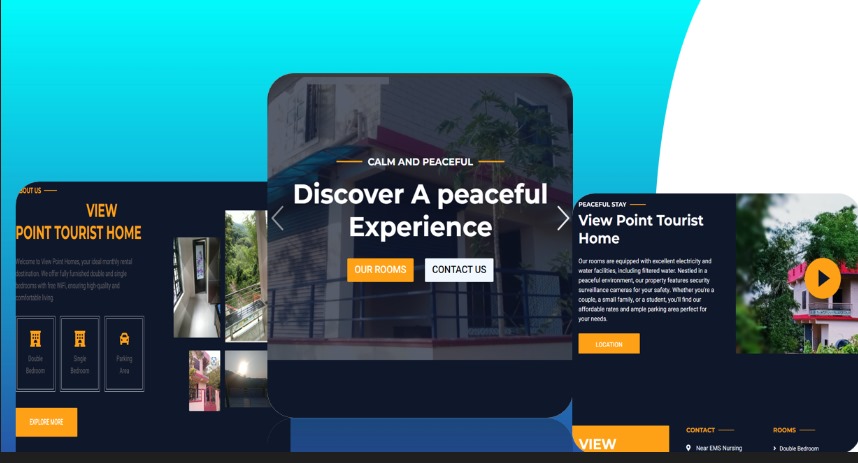 BOUT US
VIEW
POINT TOURIST HOME
Welcome to View Point Homes, your ideal monthly rental
destination. We offer fully furnished double and single
bedrooms with free WiFi, ensuring high-quality and
comfortable living.
Double
Bedroom
Single
Bedroom
Parking
Area
EXPLORE MORE
CALM AND PEACEFUL
Discover A peaceful
Experience
OUR ROOMS
CONTACT US
PEACEFUL STAY
View Point Tourist
Home
Our rooms are equipped with excellent electricity and
water facilities, including filtered water. Nestled in a
peaceful environment, our property features security
surveillance cameras for your safety. Whether you're a
couple, a small family, or a student, you'll find our
affordable rates and ample parking area perfect for
your needs.
LOCATION
VIEW
CONTACT
Near EMS Nursing
ROOMS
Double Bedroom